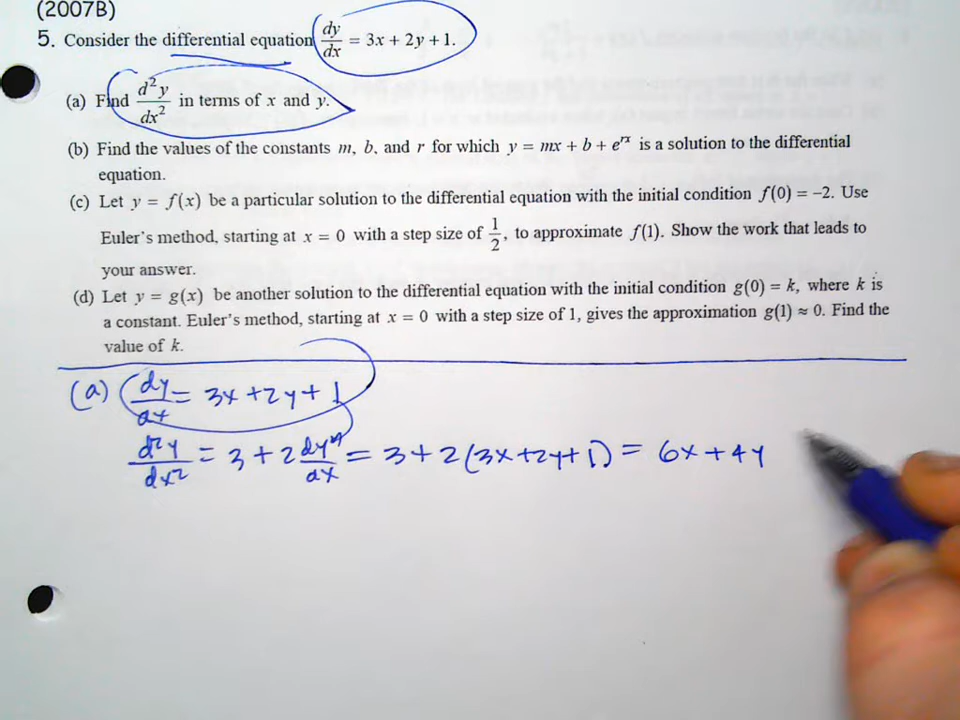 (2007B)
5. Consider the differential equation dy/dx = 3x + 2y + 1.
(a) Find d²y/dx² in terms of x and y.
(b) Find the values of the constants m, b, and r for which y = mx + b + e^{rx} is a solution to the differential
equation.
(c) Let y = f(x) be a particular solution to the differential equation with the initial condition f(0) = −2. Use
Euler's method, starting at x = 0 with a step size of 1/2, to approximate f(1). Show the work that leads to
your answer.
(d) Let y = g(x) be another solution to the differential equation with the initial condition g(0) = k, where k is
a constant. Euler's method, starting at x = 0 with a step size of 1, gives the approximation g(1) ≈ 0. Find the
value of k.
(a) dy/dx = 3x + 2y + 1
d²y/dx² = 3 + 2 dy/dx = 3 + 2(3x + 2y + 1) = 6x + 4y